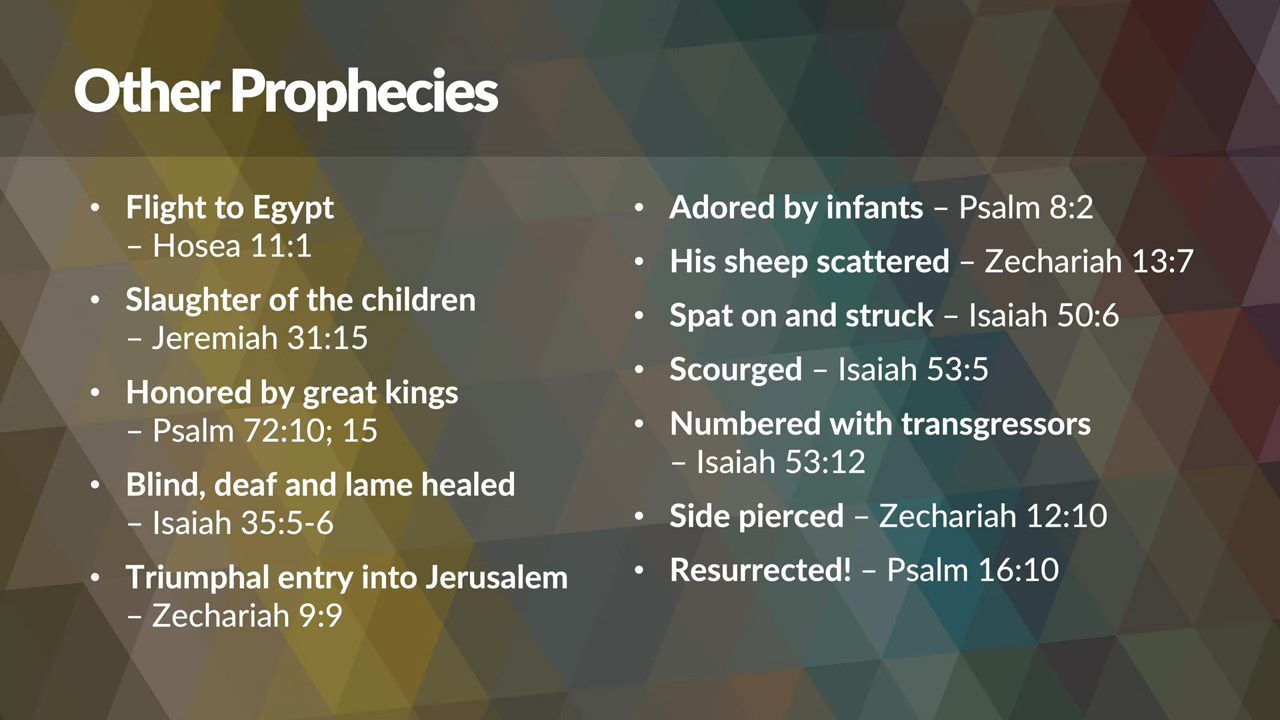 Other Prophecies
• Flight to Egypt
– Hosea 11:1
• Slaughter of the children
– Jeremiah 31:15
• Honored by great kings
– Psalm 72:10; 15
• Blind, deaf and lame healed
– Isaiah 35:5-6
• Triumphal entry into Jerusalem
– Zechariah 9:9
• Adored by infants – Psalm 8:2
• His sheep scattered – Zechariah 13:7
• Spat on and struck – Isaiah 50:6
• Scourged – Isaiah 53:5
• Numbered with transgressors
– Isaiah 53:12
• Side pierced – Zechariah 12:10
• Resurrected! – Psalm 16:10